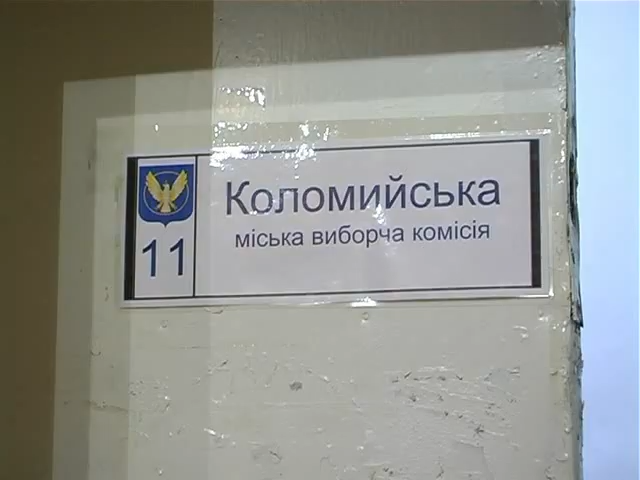 Коломийська
міська виборча комісія
11